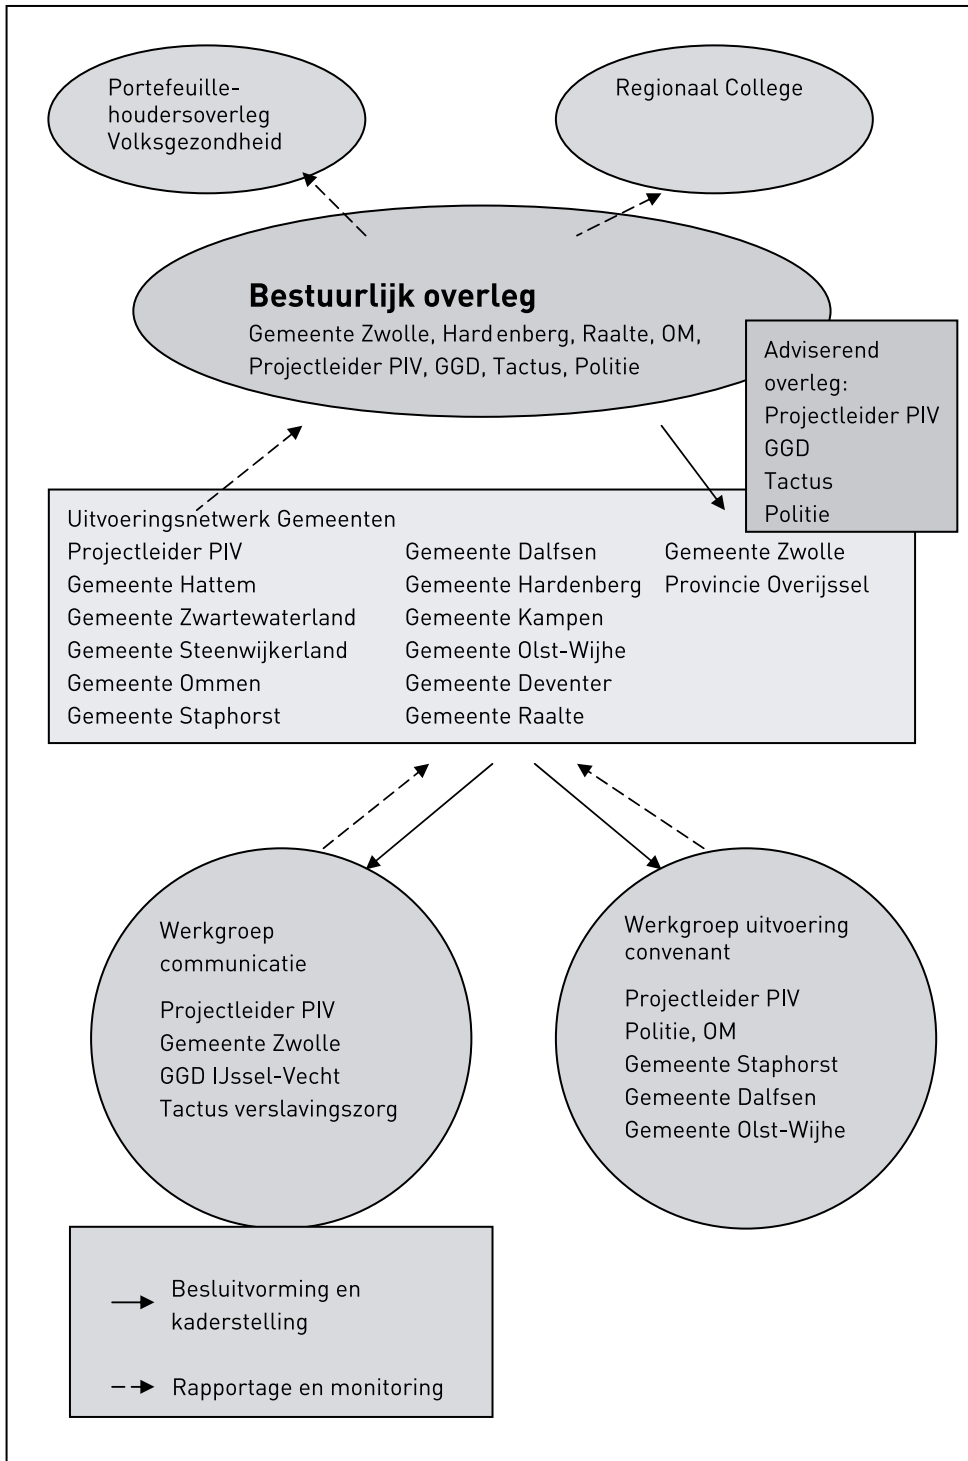 Portefeuille-
houdersoverleg
Volksgezondheid
Regionaal College
Bestuurlijk overleg
Gemeente Zwolle, Hardenberg, Raalte, OM,
Projectleider PIV, GGD, Tactus, Politie
Adviserend
overleg:
Projectleider PIV
GGD
Tactus
Politie
Uitvoeringsnetwerk Gemeenten
Projectleider PIV
Gemeente Hattem
Gemeente Zwartewaterland
Gemeente Steenwijkerland
Gemeente Ommen
Gemeente Staphorst
Gemeente Dalfsen
Gemeente Hardenberg
Gemeente Kampen
Gemeente Olst-Wijhe
Gemeente Deventer
Gemeente Raalte
Gemeente Zwolle
Provincie Overijssel
Werkgroep
communicatie
Projectleider PIV
Gemeente Zwolle
GGD IJssel-Vecht
Tactus verslavingszorg
Werkgroep uitvoering
convenant
Projectleider PIV
Politie, OM
Gemeente Staphorst
Gemeente Dalfsen
Gemeente Olst-Wijhe
Besluitvorming en
kaderstelling
Rapportage en monitoring